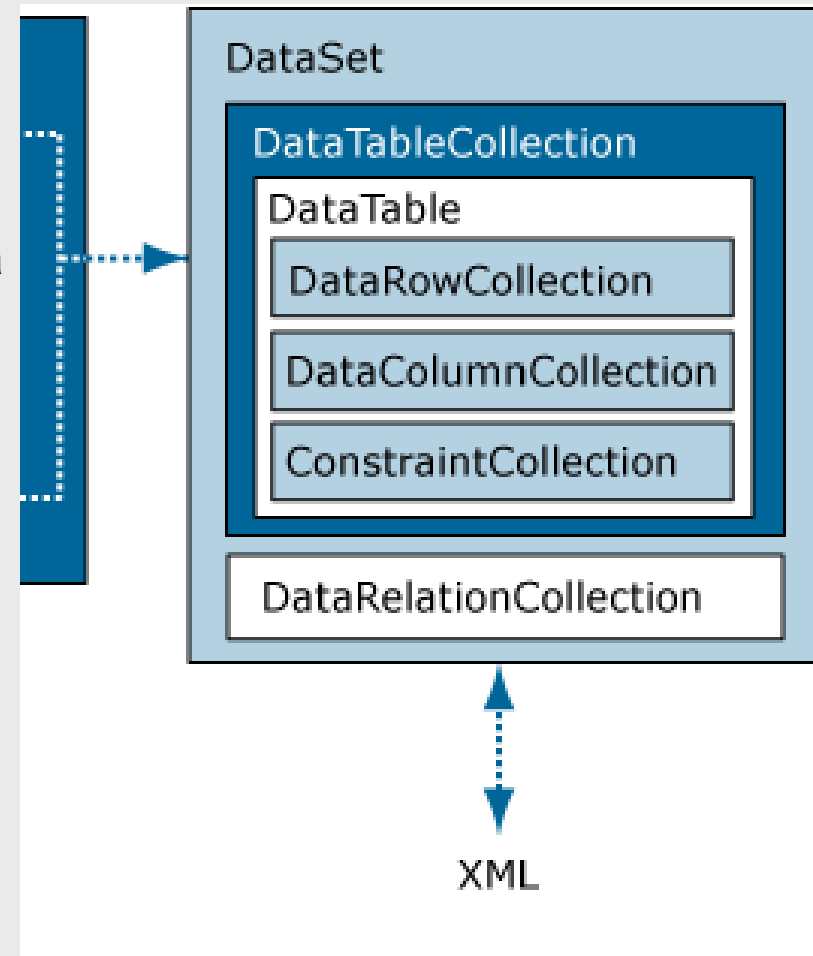 DataSet
DataTableCollection
DataTable
DataRowCollection
DataColumnCollection
ConstraintCollection
DataRelationCollection
XML